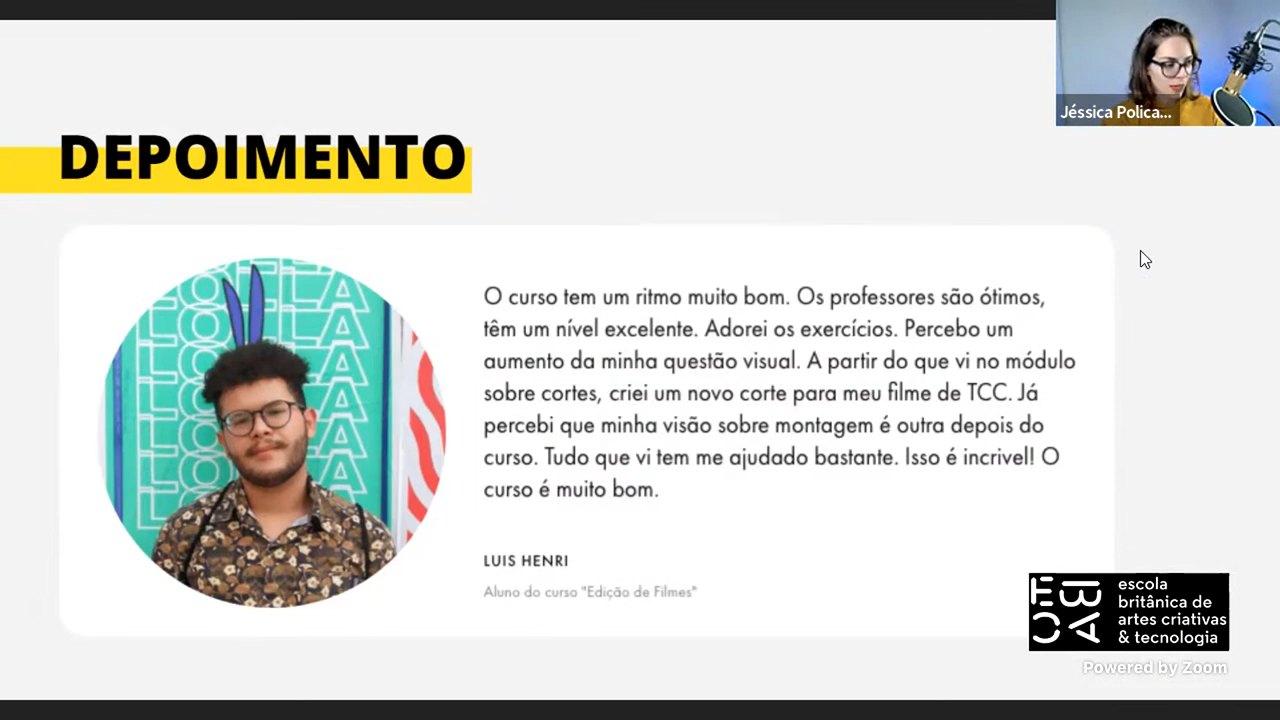 Jéssica Polica...
DEPOIMENTO
O curso tem um ritmo muito bom. Os professores são ótimos,
têm um nível excelente. Adorei os exercícios. Percebo um
aumento da minha questão visual. A partir do que vi no módulo
sobre cortes, criei um novo corte para meu filme de TCC. Já
percebi que minha visão sobre montagem é outra depois do
curso. Tudo que vi tem me ajudado bastante. Isso é incrivel! O
curso é muito bom.
LUIS HENRI
Aluno do curso "Edição de Filmes"
EBAC
escola
britânica de
artes criativas
& tecnologia
Powered by Zoom